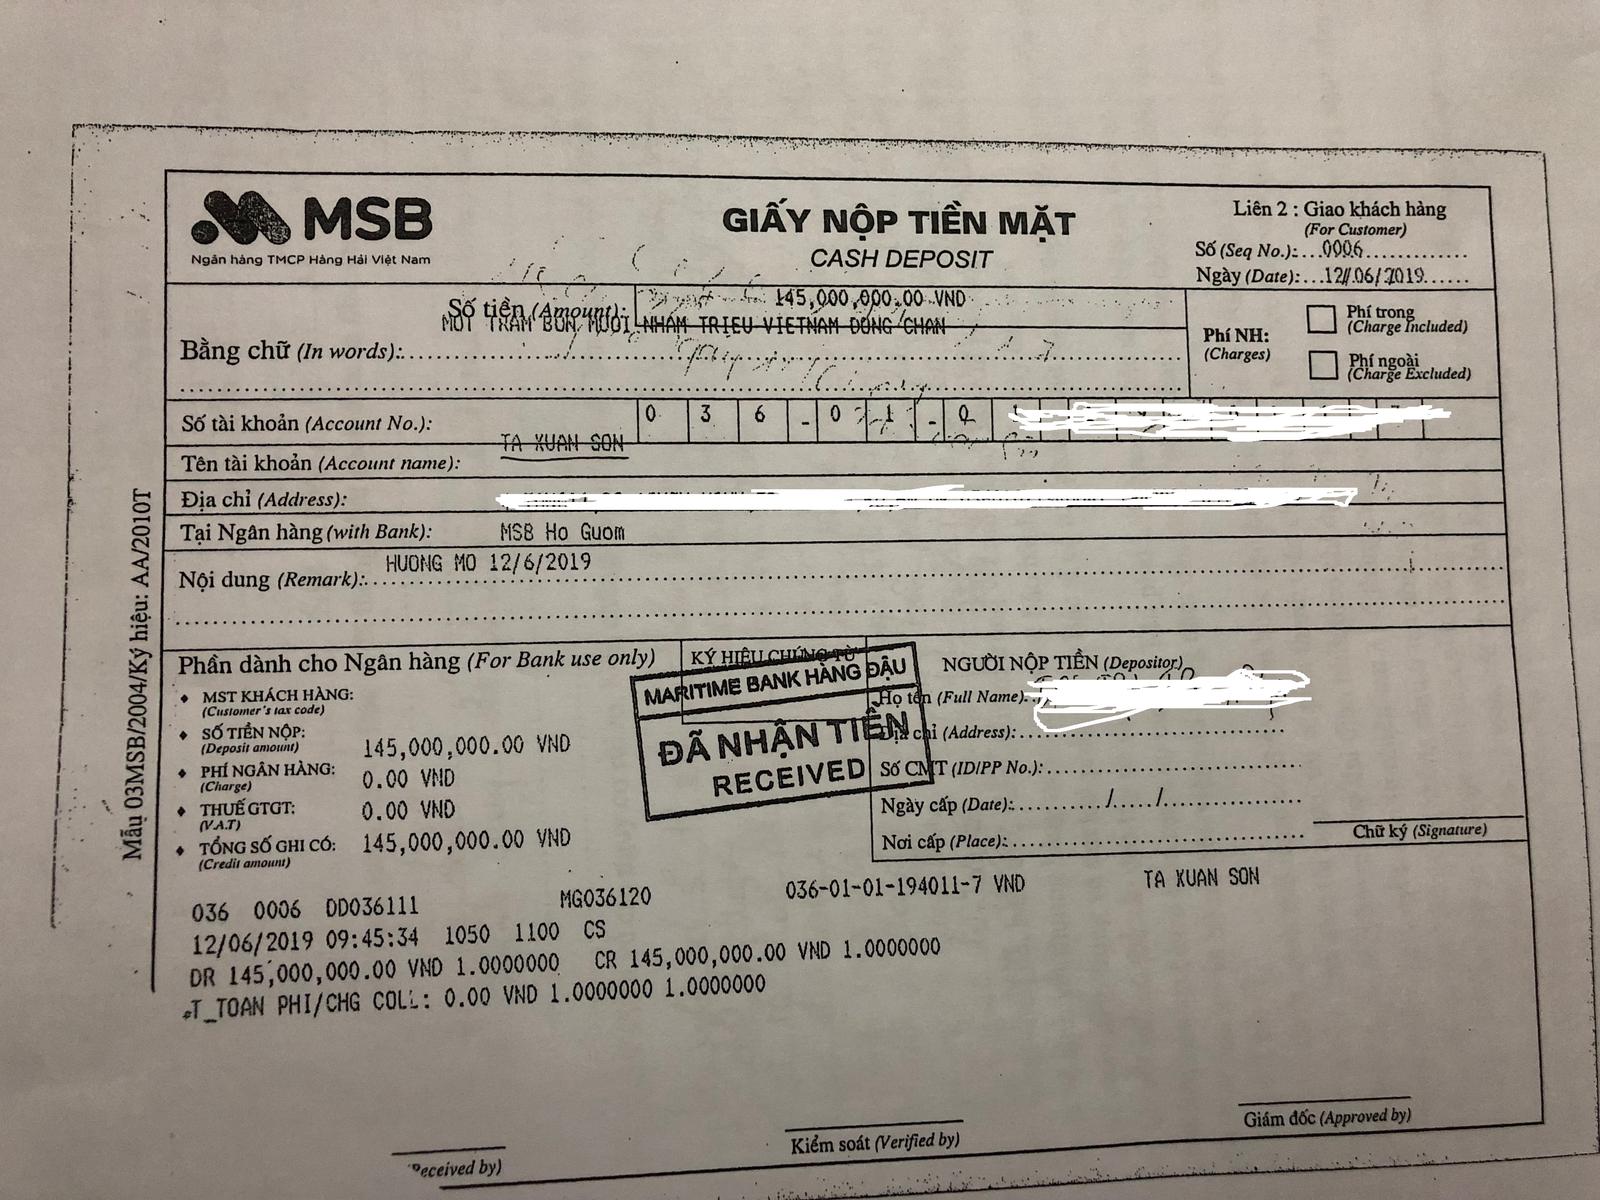 MSB
Ngân hàng TMCP Hàng Hải Việt Nam
GIẤY NỘP TIỀN MẶT
CASH DEPOSIT
Liên 2 : Giao khách hàng
(For Customer)
Số (Seq No.): 0006
Ngày (Date): 12/06/2019
Số tiền (Amount): 145,000,000.00 VND
MOT TRAM BON MUOI NHAM TRIEU VIETNAM DONG CHAN
Bằng chữ (In words):
Phí NH:
(Charges)
Phí trong
(Charge Included)
Phí ngoài
(Charge Excluded)
Số tài khoản (Account No.): 0 3 6 - 0 1 - 0
TA XUAN SON
Tên tài khoản (Account name):
Địa chỉ (Address):
Tại Ngân hàng (with Bank): MSB Ho Guom
HUONG MO 12/6/2019
Nội dung (Remark):
Mẫu 03MSB/2004/Ký hiệu: AA/2010T
Phần dành cho Ngân hàng (For Bank use only)
KÝ HIỆU CHỨNG TỪ
♦ MST KHÁCH HÀNG:
(Customer's tax code)
♦ SỐ TIỀN NỘP: 145,000,000.00 VND
(Deposit amount)
♦ PHÍ NGÂN HÀNG: 0.00 VND
(Charge)
♦ THUẾ GTGT: 0.00 VND
(V.A.T)
♦ TỔNG SỐ GHI CÓ: 145,000,000.00 VND
(Credit amount)
MARITIME BANK HÀNG ĐẬU
ĐÃ NHẬN TIỀN
RECEIVED
NGƯỜI NỘP TIỀN (Depositor)
Họ tên (Full Name):
Địa chỉ (Address):
Số CMT (ID/PP No.):
Ngày cấp (Date): / /
Nơi cấp (Place):
Chữ ký (Signature)
036 0006 DD036111 MG036120 036-01-01-194011-7 VND TA XUAN SON
12/06/2019 09:45:34 1050 1100 CS
DR 145,000,000.00 VND 1.0000000 CR 145,000,000.00 VND 1.0000000
T_TOAN PHI/CHG COLL: 0.00 VND 1.0000000 1.0000000
Received by)
Kiểm soát (Verified by)
Giám đốc (Approved by)